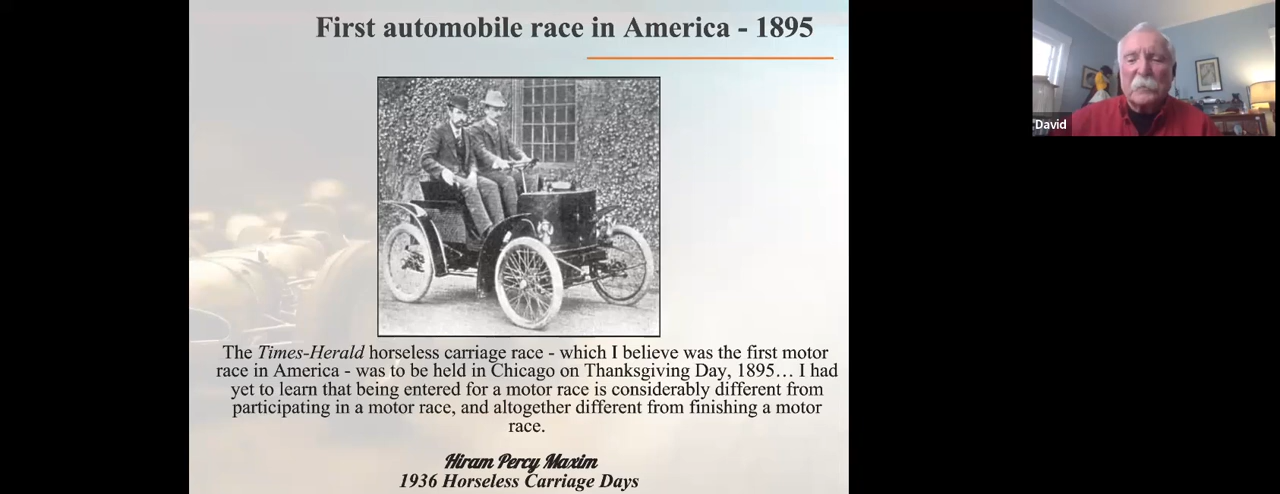 First automobile race in America - 1895
The Times-Herald horseless carriage race - which I believe was the first motor
race in America - was to be held in Chicago on Thanksgiving Day, 1895… I had
yet to learn that being entered for a motor race is considerably different from
participating in a motor race, and altogether different from finishing a motor
race.
Hiram Percy Maxim
1936 Horseless Carriage Days
David